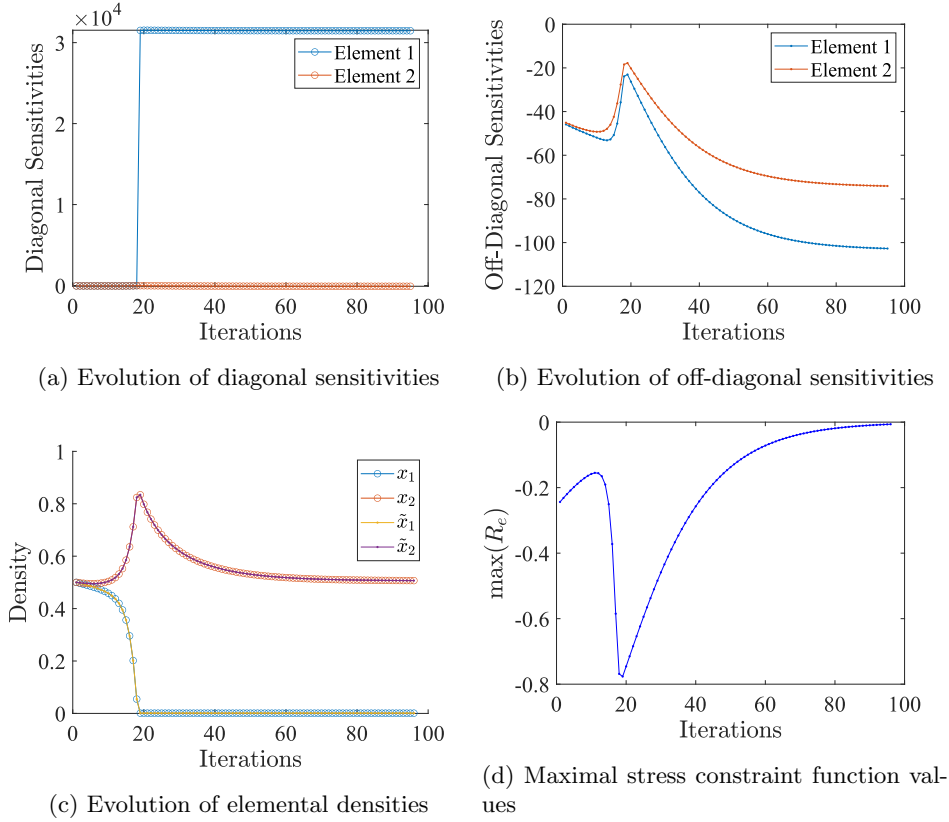 ×10⁴
3
2
1
0
Diagonal Sensitivities
Element 1
Element 2
0 20 40 60 80 100
Iterations
(a) Evolution of diagonal sensitivities
0
-20
-40
-60
-80
-100
-120
Off-Diagonal Sensitivities
Element 1
Element 2
0 20 40 60 80 100
Iterations
(b) Evolution of off-diagonal sensitivities
1
0.8
0.6
0.4
0.2
0
Density
x₁
x₂
x̃₁
x̃₂
0 20 40 60 80 100
Iterations
(c) Evolution of elemental densities
0
-0.2
-0.4
-0.6
-0.8
max(Rₑ)
0 20 40 60 80 100
Iterations
(d) Maximal stress constraint function val-
ues